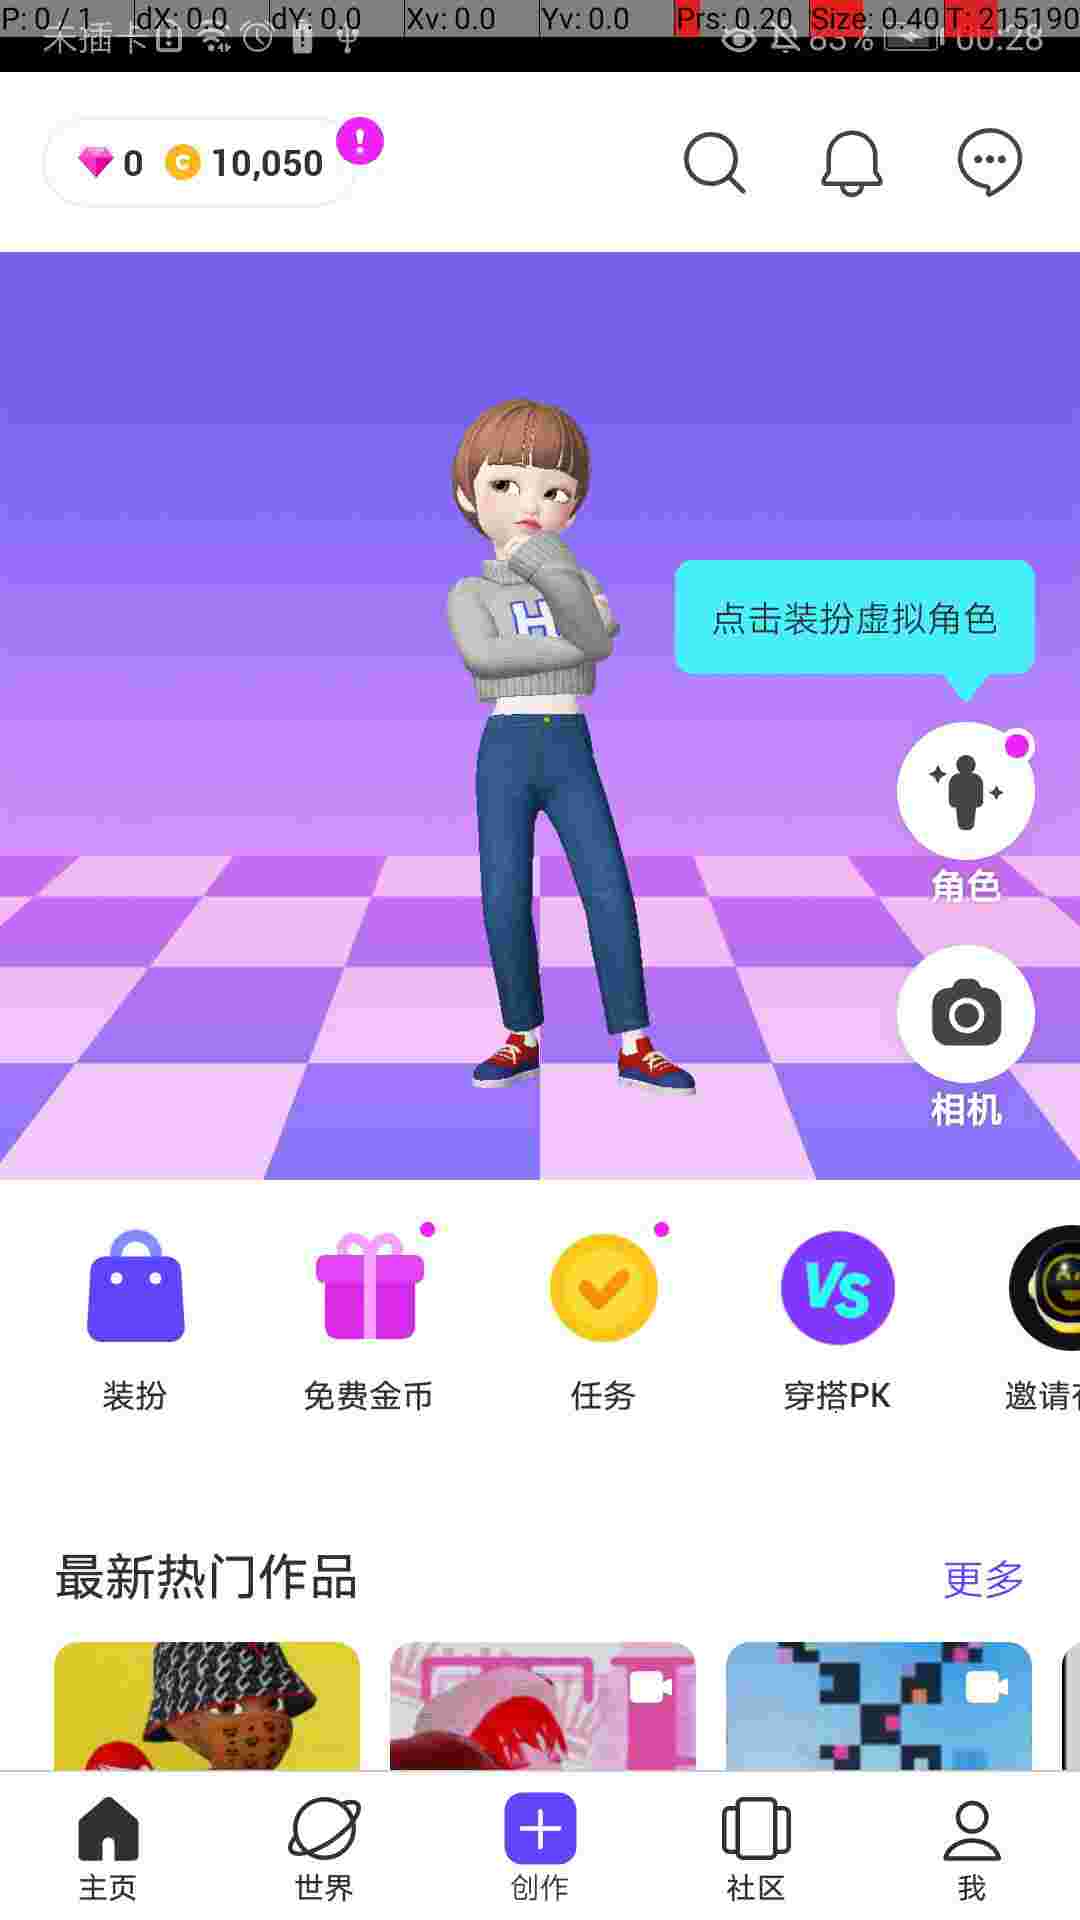 P: 0 / 1 dX: 0.0 dY: 0.0 Xv: 0.0 Yv: 0.0 Prs: 0.20 Size: 0.40 T: 215190
未插卡 83% 00:28
0 C 10,050
H
点击装扮虚拟角色
角色
相机
VS
装扮 免费金币 任务 穿搭PK 邀请
最新热门作品 更多
主页 世界 创作 社区 我